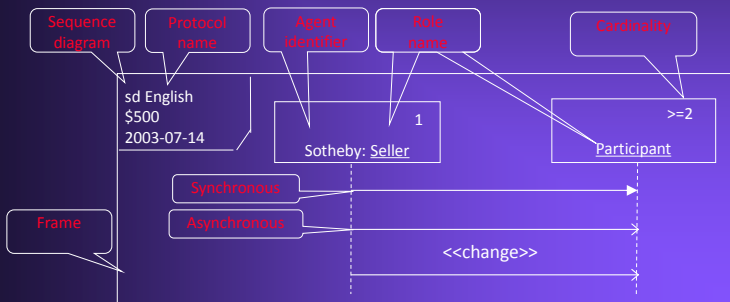 Sequence
diagram
Protocol
name
Agent
identifier
Role
name
Cardinality
sd English
$500
2003-07-14
1
Sotheby: Seller
>=2
Participant
Synchronous
Asynchronous
Frame
<<change>>